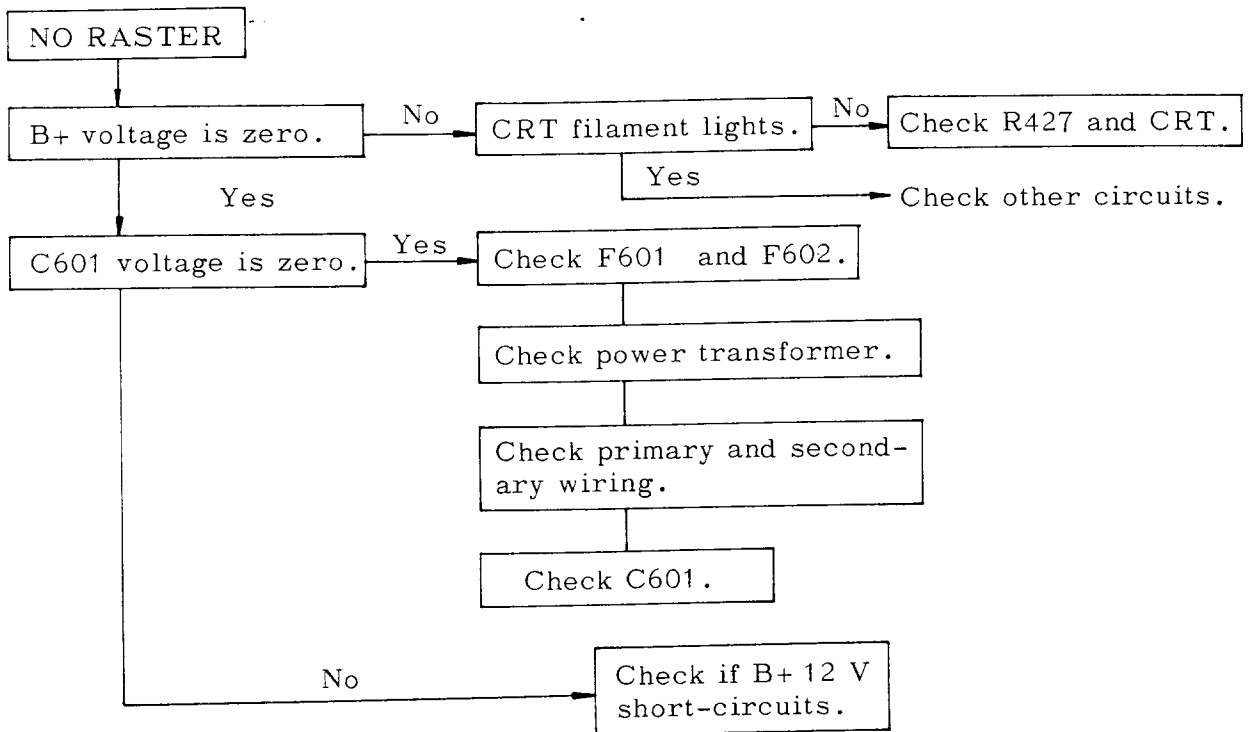 NO RASTER
B+ voltage is zero.
No
CRT filament lights.
No
Check R427 and CRT.
Yes
Check other circuits.
Yes
C601 voltage is zero.
Yes
Check F601 and F602.
Check power transformer.
Check primary and second-
ary wiring.
Check C601.
No
Check if B+ 12 V
short-circuits.